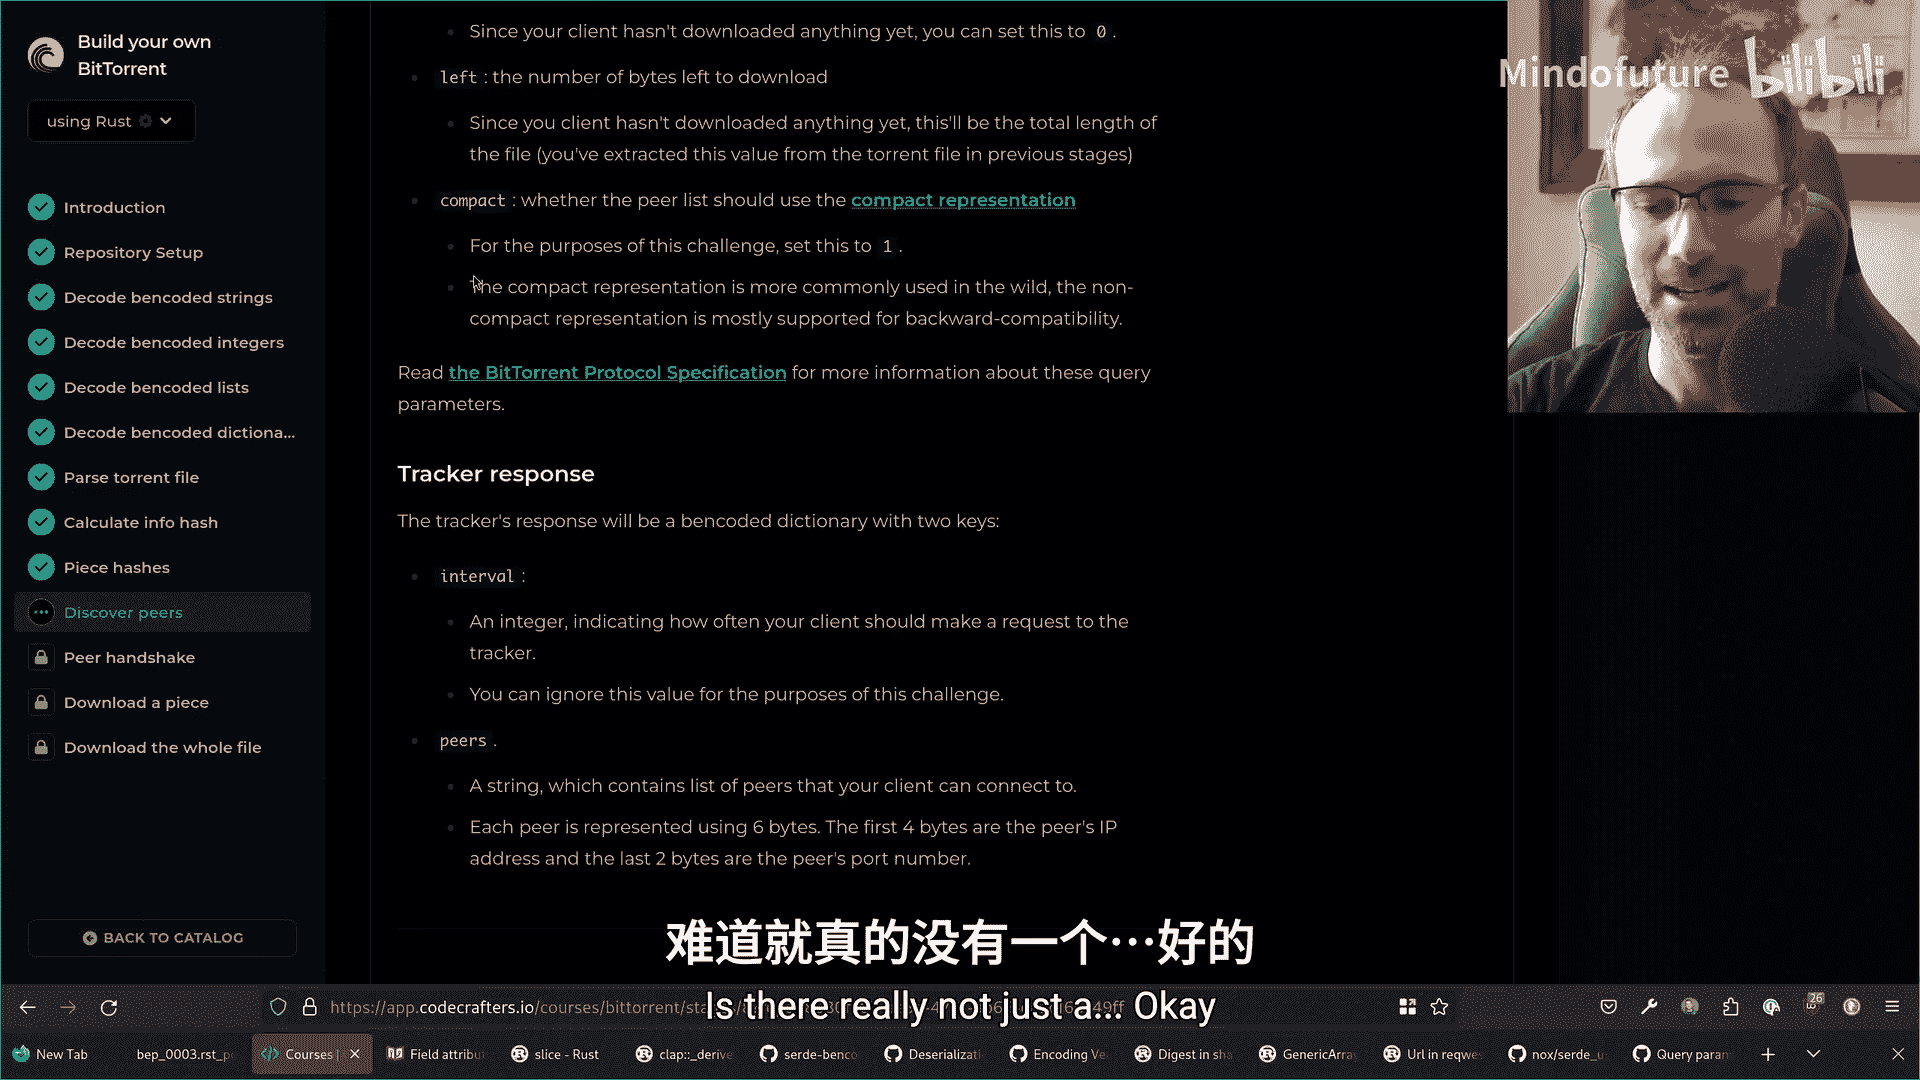 Build your own
BitTorrent
using Rust
Introduction
Repository Setup
Decode bencoded strings
Decode bencoded integers
Decode bencoded lists
Decode bencoded dictiona...
Parse torrent file
Calculate info hash
Piece hashes
Discover peers
Peer handshake
Download a piece
Download the whole file
BACK TO CATALOG
Since your client hasn't downloaded anything yet, you can set this to 0 .
left : the number of bytes left to download
Since you client hasn't downloaded anything yet, this'll be the total length of
the file (you've extracted this value from the torrent file in previous stages)
compact : whether the peer list should use the compact representation
For the purposes of this challenge, set this to 1 .
The compact representation is more commonly used in the wild, the non-
compact representation is mostly supported for backward-compatibility.
Read the BitTorrent Protocol Specification for more information about these query
parameters.
Tracker response
The tracker's response will be a bencoded dictionary with two keys:
interval :
An integer, indicating how often your client should make a request to the
tracker.
You can ignore this value for the purposes of this challenge.
peers .
A string, which contains list of peers that your client can connect to.
Each peer is represented using 6 bytes. The first 4 bytes are the peer's IP
address and the last 2 bytes are the peer's port number.
Mindofuture bilibili
难道就真的没有一个…好的
https://app.codecrafters.io/courses/bittorrent/sta
Is there really not just a... Okay
26
New Tab
bep_0003.rst_p
Courses |
Field attribu
slice - Rust
clap::_derive
serde-benco
Deserializati
Encoding Ve
Digest in sha
GenericArra
Url in reqwe
nox/serde_u
Query param